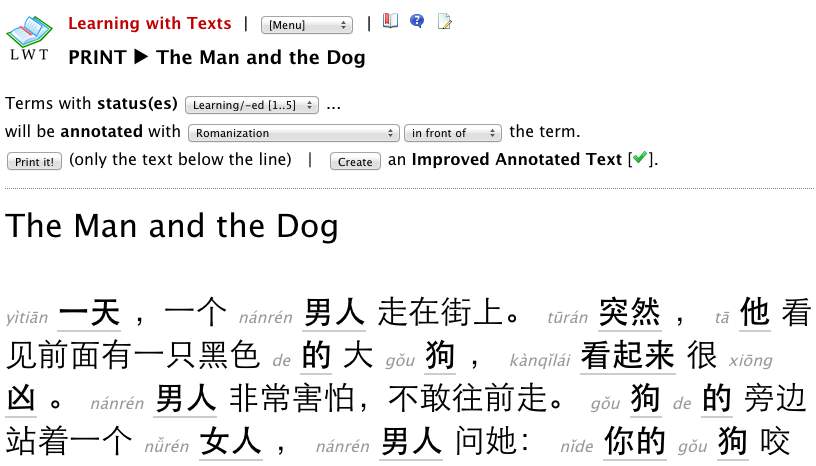 Learning with Texts | [Menu] |
LWT
PRINT ▶ The Man and the Dog
Terms with status(es) Learning/-ed [1..5] ...
will be annotated with Romanization in front of the term.
Print it! (only the text below the line) | Create an Improved Annotated Text [✔].
The Man and the Dog
yìtiān 一天 ，一个 nánrén 男人 走在街上。 tūrán 突然 ， tā 他 看
见前面有一只黑色 de 的 大 gǒu 狗 ， kànqǐlái 看起来 很 xiōng
凶 。 nánrén 男人 非常害怕，不敢往前走。 gǒu 狗 de 的 旁边
站着一个 nǚrén 女人 ， nánrén 男人 问她： nǐde 你的 gǒu 狗 咬